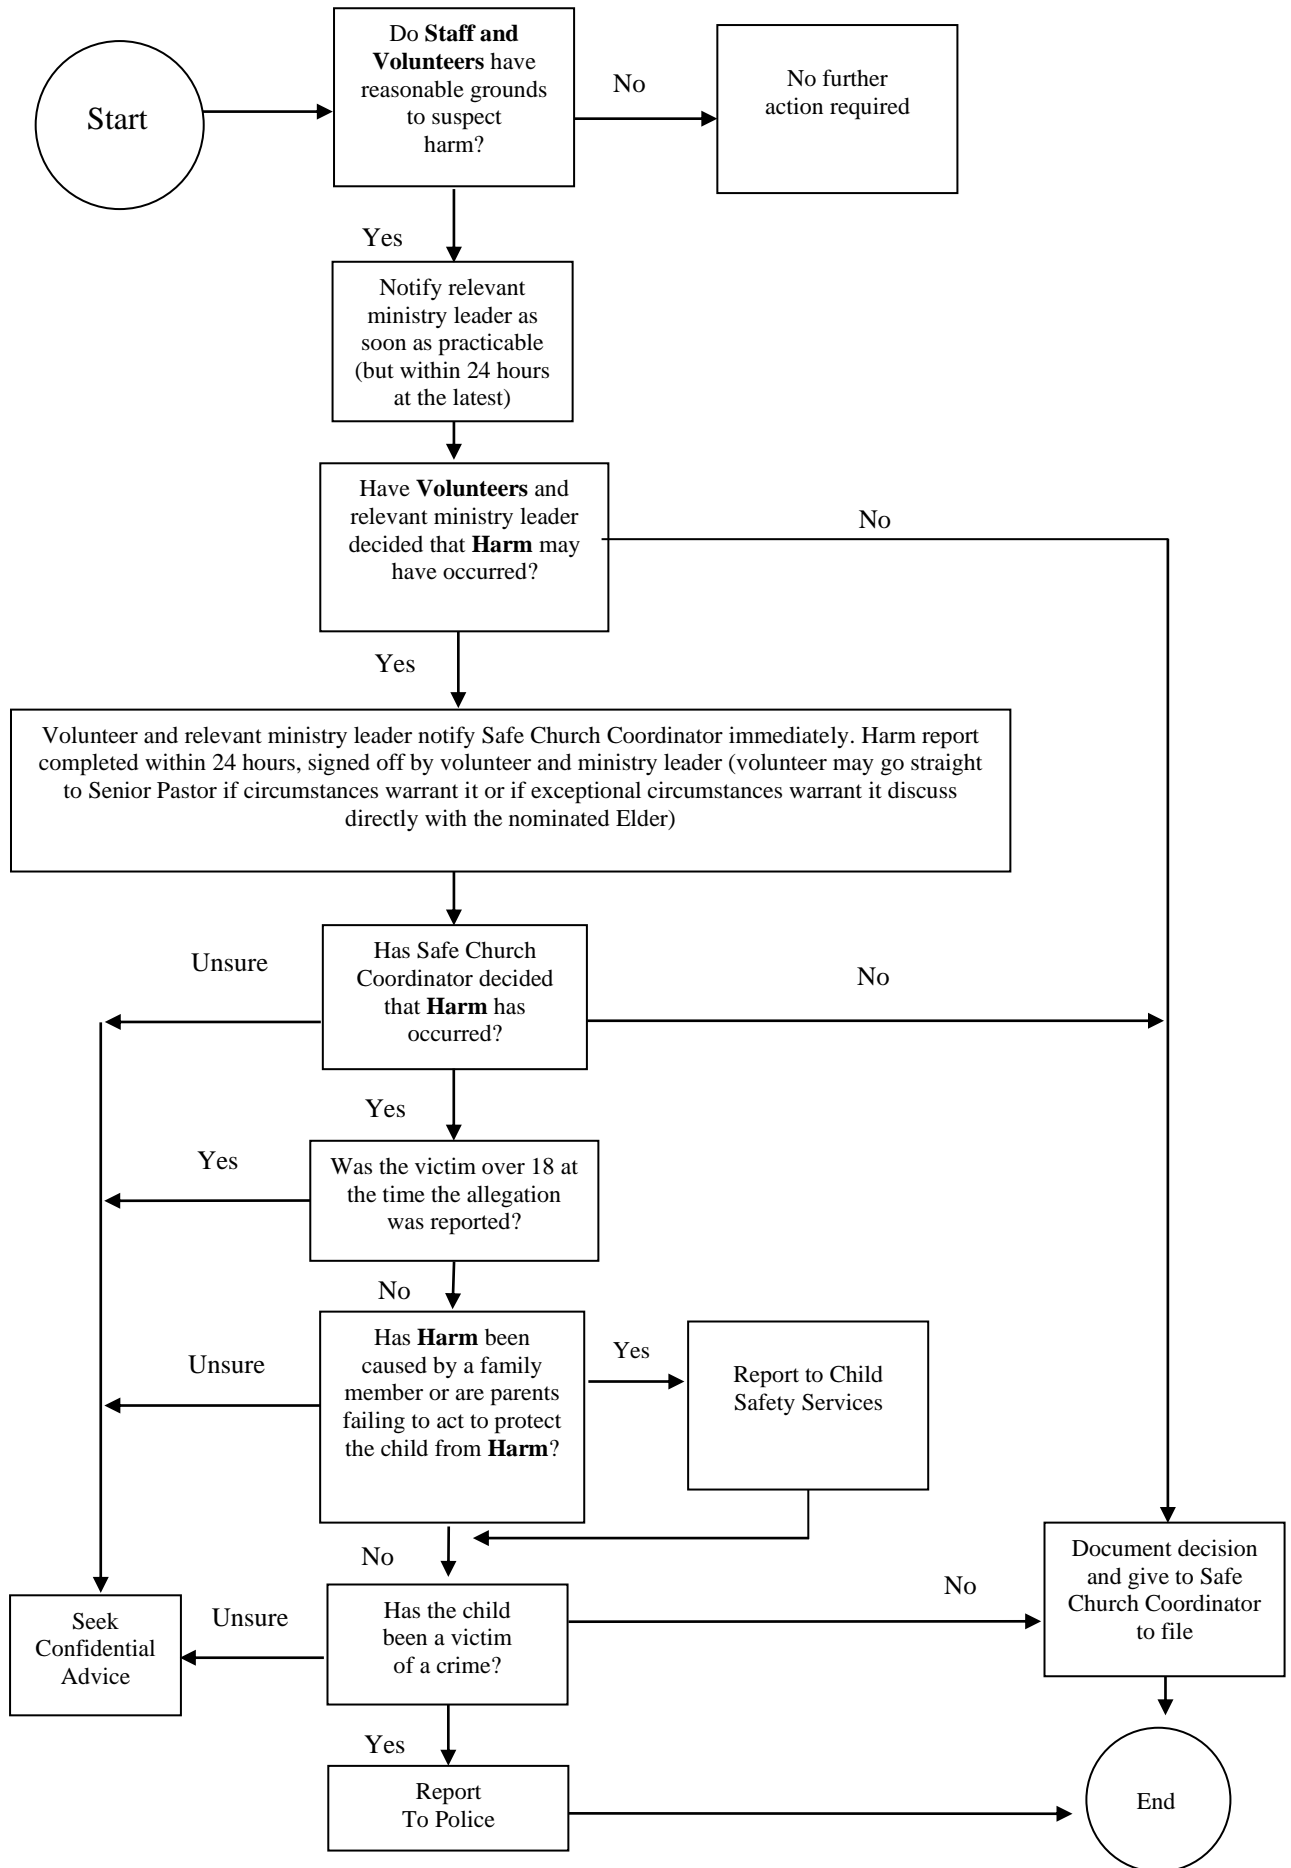 Start
Do Staff and
Volunteers have
reasonable grounds
to suspect
harm?
No
No further
action required
Yes
Notify relevant
ministry leader as
soon as practicable
(but within 24 hours
at the latest)
Have Volunteers and
relevant ministry leader
decided that Harm may
have occurred?
No
Yes
Volunteer and relevant ministry leader notify Safe Church Coordinator immediately. Harm report
completed within 24 hours, signed off by volunteer and ministry leader (volunteer may go straight
to Senior Pastor if circumstances warrant it or if exceptional circumstances warrant it discuss
directly with the nominated Elder)
Unsure
Has Safe Church
Coordinator decided
that Harm has
occurred?
No
Yes
Yes
Was the victim over 18 at
the time the allegation
was reported?
No
Unsure
Has Harm been
caused by a family
member or are parents
failing to act to protect
the child from Harm?
Yes
Report to Child
Safety Services
No
Document decision
and give to Safe
Church Coordinator
to file
Seek
Confidential
Advice
Unsure
Has the child
been a victim
of a crime?
No
Yes
Report
To Police
End